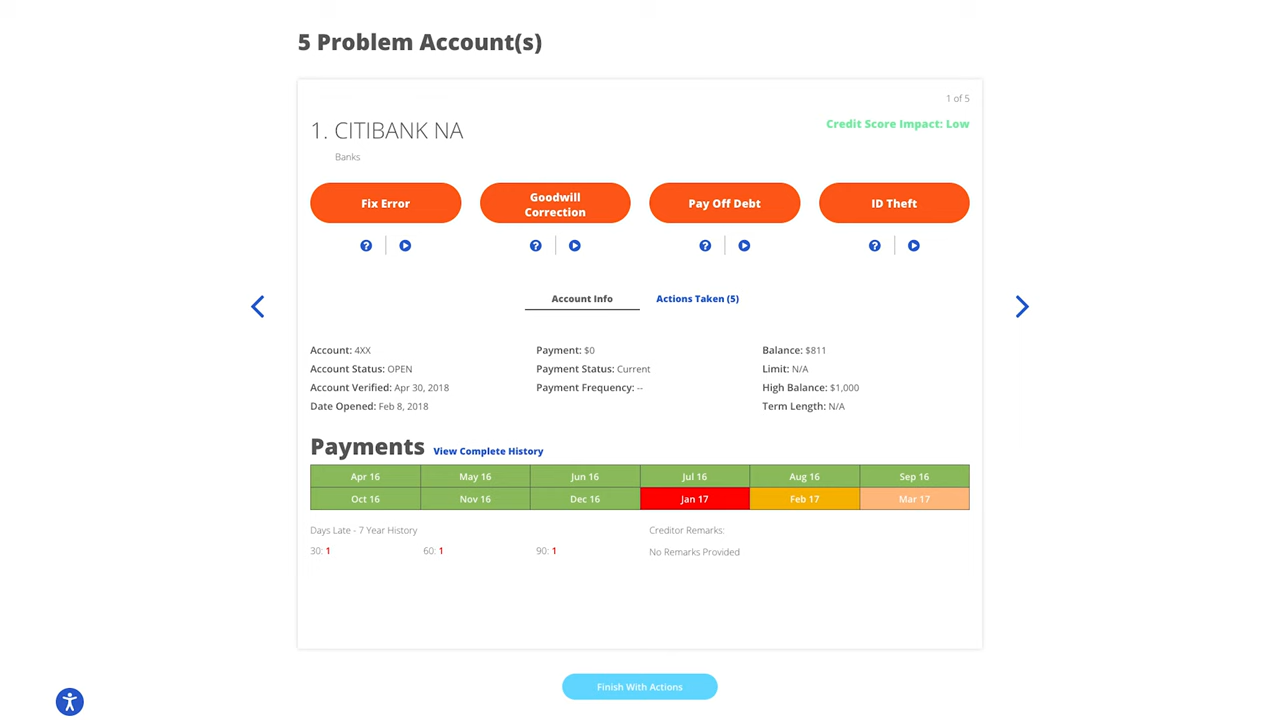 5 Problem Account(s)
1 of 5
1. CITIBANK NA
Credit Score Impact: Low
Banks
Fix Error
Goodwill
Correction
Pay Off Debt
ID Theft
Account Info
Actions Taken (5)
Account: 4XX
Payment: $0
Balance: $811
Account Status: OPEN
Payment Status: Current
Limit: N/A
Account Verified: Apr 30, 2018
Payment Frequency: --
High Balance: $1,000
Date Opened: Feb 8, 2018
Term Length: N/A
Payments View Complete History
Apr 16 May 16 Jun 16 Jul 16 Aug 16 Sep 16
Oct 16 Nov 16 Dec 16 Jan 17 Feb 17 Mar 17
Days Late - 7 Year History
Creditor Remarks:
30: 1 60: 1 90: 1
No Remarks Provided
Finish With Actions